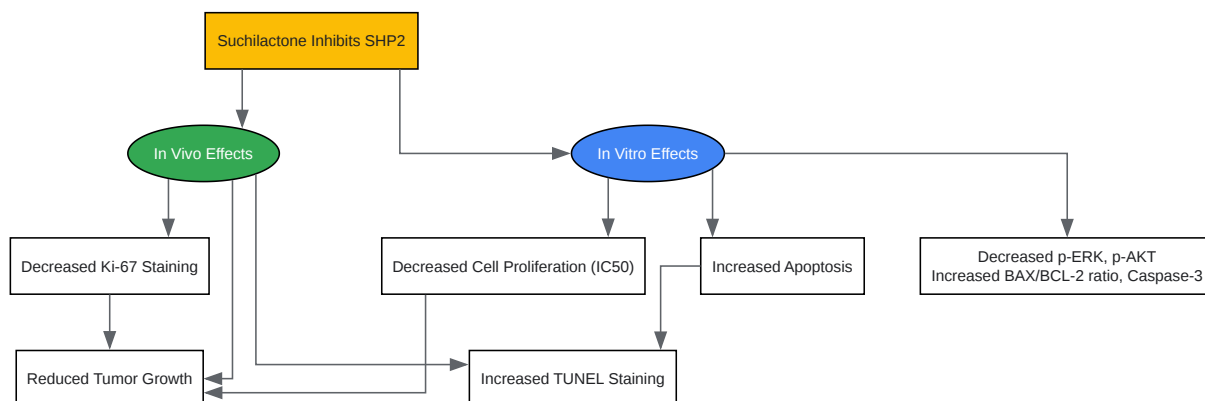 Suchilactone Inhibits SHP2
In Vivo Effects
In Vitro Effects
Decreased Ki-67 Staining
Decreased Cell Proliferation (IC50)
Increased Apoptosis
Decreased p-ERK, p-AKT
Increased BAX/BCL-2 ratio, Caspase-3
Reduced Tumor Growth
Increased TUNEL Staining